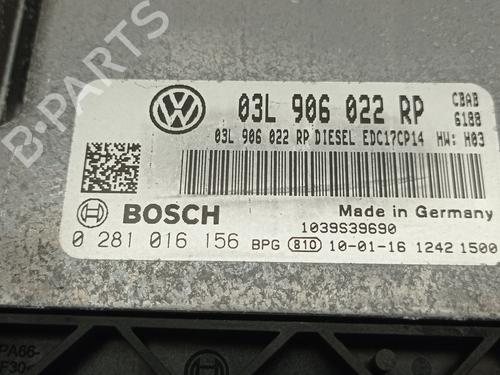 B-PARTS
03L 906 022 RP
CBAB
6188
03L 906 022 RP DIESEL EDC17CP14 HW: H03
BOSCH
Made in Germany
1039S39690
0 281 016 156 BPG 810 10-01-16 1242 1500
PA66-